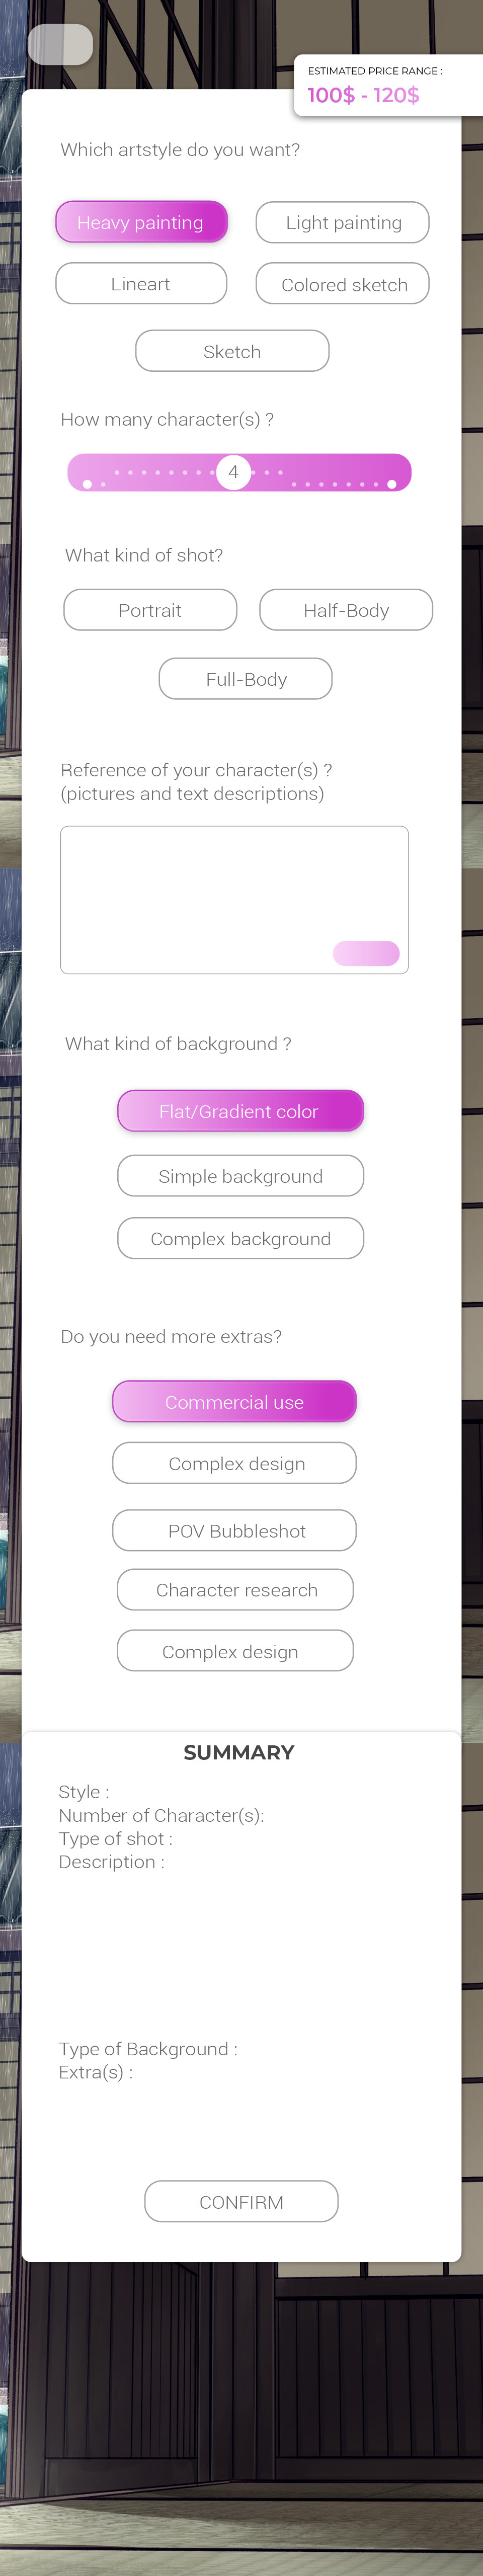 ESTIMATED PRICE RANGE :
100$ - 120$
Which artstyle do you want?
Heavy painting
Light painting
Lineart
Colored sketch
Sketch
How many character(s) ?
4
What kind of shot?
Portrait
Half-Body
Full-Body
Reference of your character(s) ?
(pictures and text descriptions)
What kind of background ?
Flat/Gradient color
Simple background
Complex background
Do you need more extras?
Commercial use
Complex design
POV Bubbleshot
Character research
Complex design
SUMMARY
Style :
Number of Character(s):
Type of shot :
Description :
Type of Background :
Extra(s) :
CONFIRM